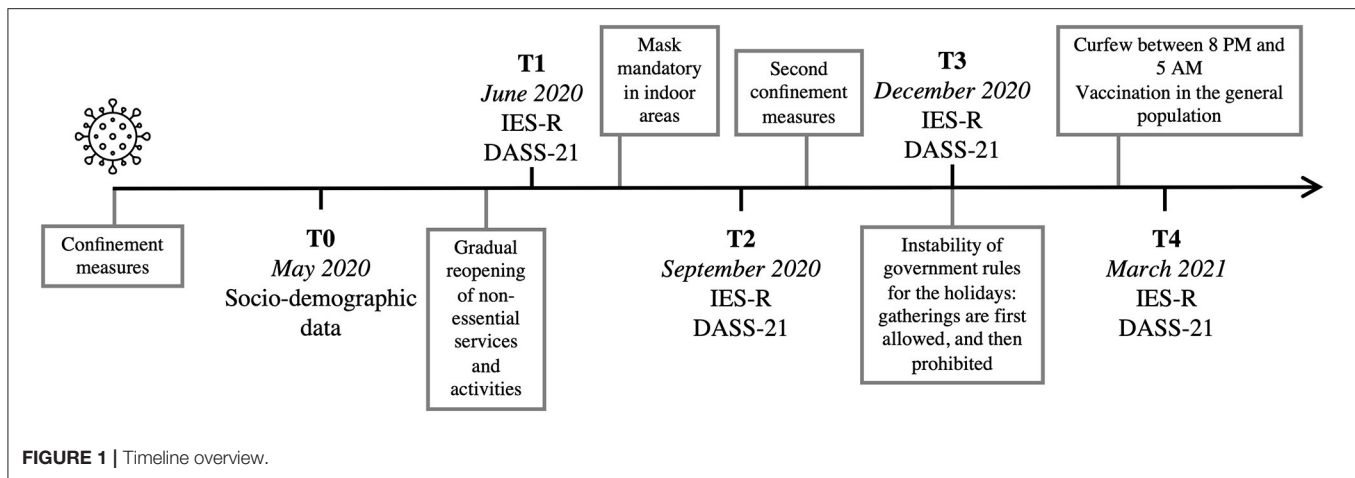 T1
June 2020
IES-R
DASS-21
Mask
mandatory
in indoor
areas
Second
confinement
measures
T3
December 2020
IES-R
DASS-21
Curfew between 8 PM and
5 AM
Vaccination in the general
population
Confinement
measures
T0
May 2020
Socio-demographic
data
Gradual
reopening
of non-
essential
services
and
activities
T2
September 2020
IES-R
DASS-21
Instability of
government rules
for the holidays:
gatherings are first
allowed, and then
prohibited
T4
March 2021
IES-R
DASS-21
FIGURE 1 | Timeline overview.